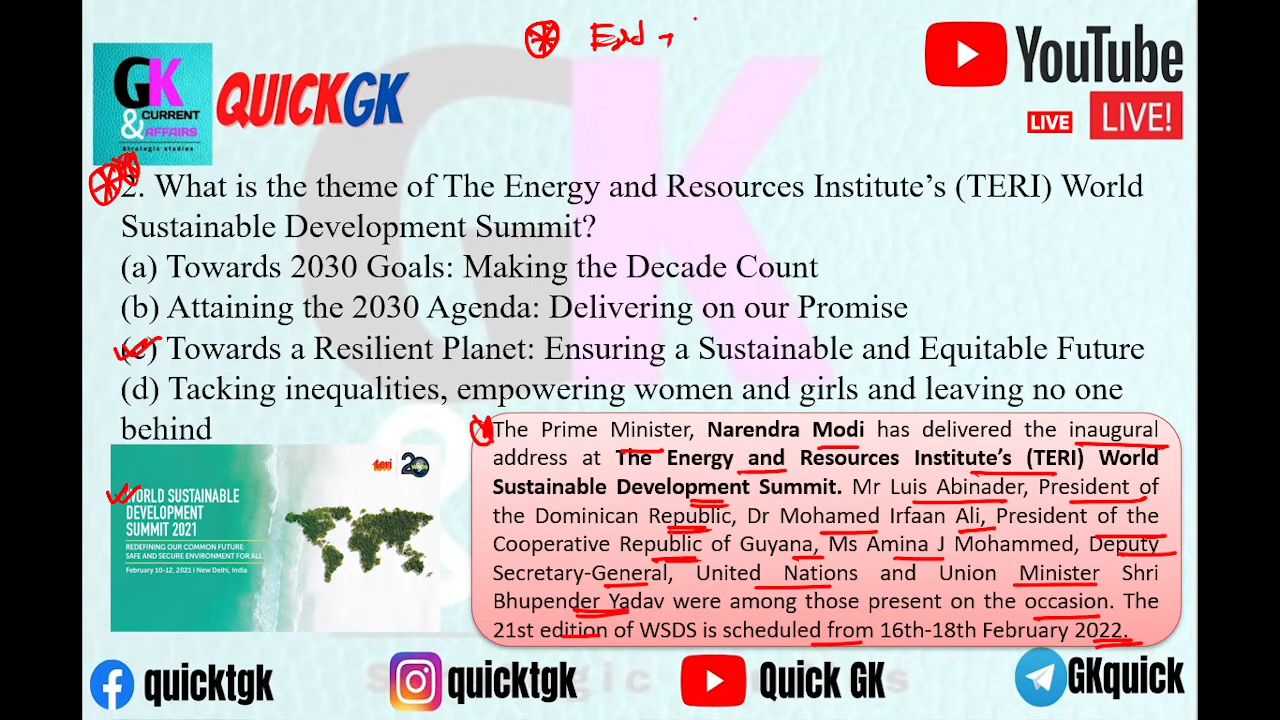 GK
& CURRENT
AFFAIRS
Strategic studies
QUICKGK
YouTube
LIVE LIVE!
2. What is the theme of The Energy and Resources Institute's (TERI) World
Sustainable Development Summit?
(a) Towards 2030 Goals: Making the Decade Count
(b) Attaining the 2030 Agenda: Delivering on our Promise
(c) Towards a Resilient Planet: Ensuring a Sustainable and Equitable Future
(d) Tacking inequalities, empowering women and girls and leaving no one
behind
teri 20
WORLD SUSTAINABLE
DEVELOPMENT
SUMMIT 2021
REDEFINING OUR COMMON FUTURE:
SAFE AND SECURE ENVIRONMENT FOR ALL
February 10-12, 2021 | New Delhi, India
The Prime Minister, Narendra Modi has delivered the inaugural
address at The Energy and Resources Institute's (TERI) World
Sustainable Development Summit. Mr Luis Abinader, President of
the Dominican Republic, Dr Mohamed Irfaan Ali, President of the
Cooperative Republic of Guyana, Ms Amina J Mohammed, Deputy
Secretary-General, United Nations and Union Minister Shri
Bhupender Yadav were among those present on the occasion. The
21st edition of WSDS is scheduled from 16th-18th February 2022.
quicktgk quicktgk Quick GK GKquick